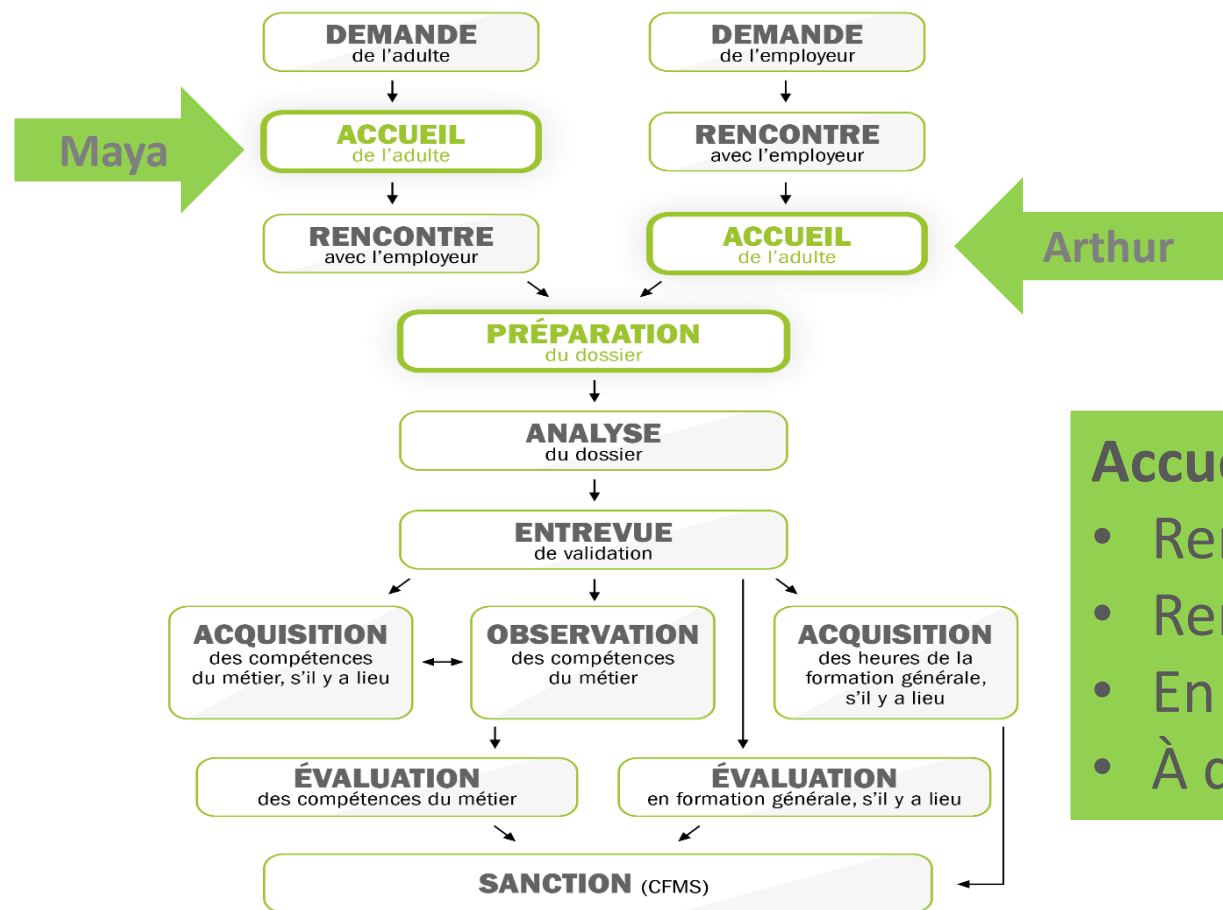 DEMANDE
de l'adulte
DEMANDE
de l'employeur
Maya
ACCUEIL
de l'adulte
RENCONTRE
avec l'employeur
RENCONTRE
avec l'employeur
ACCUEIL
de l'adulte
Arthur
PRÉPARATION
du dossier
ANALYSE
du dossier
ENTREVUE
de validation
ACQUISITION
des compétences
du métier, s'il y a lieu
OBSERVATION
des compétences
du métier
ACQUISITION
des heures de la
formation générale,
s'il y a lieu
ÉVALUATION
des compétences du métier
ÉVALUATION
en formation générale, s'il y a lieu
SANCTION (CFMS)
• En
• À